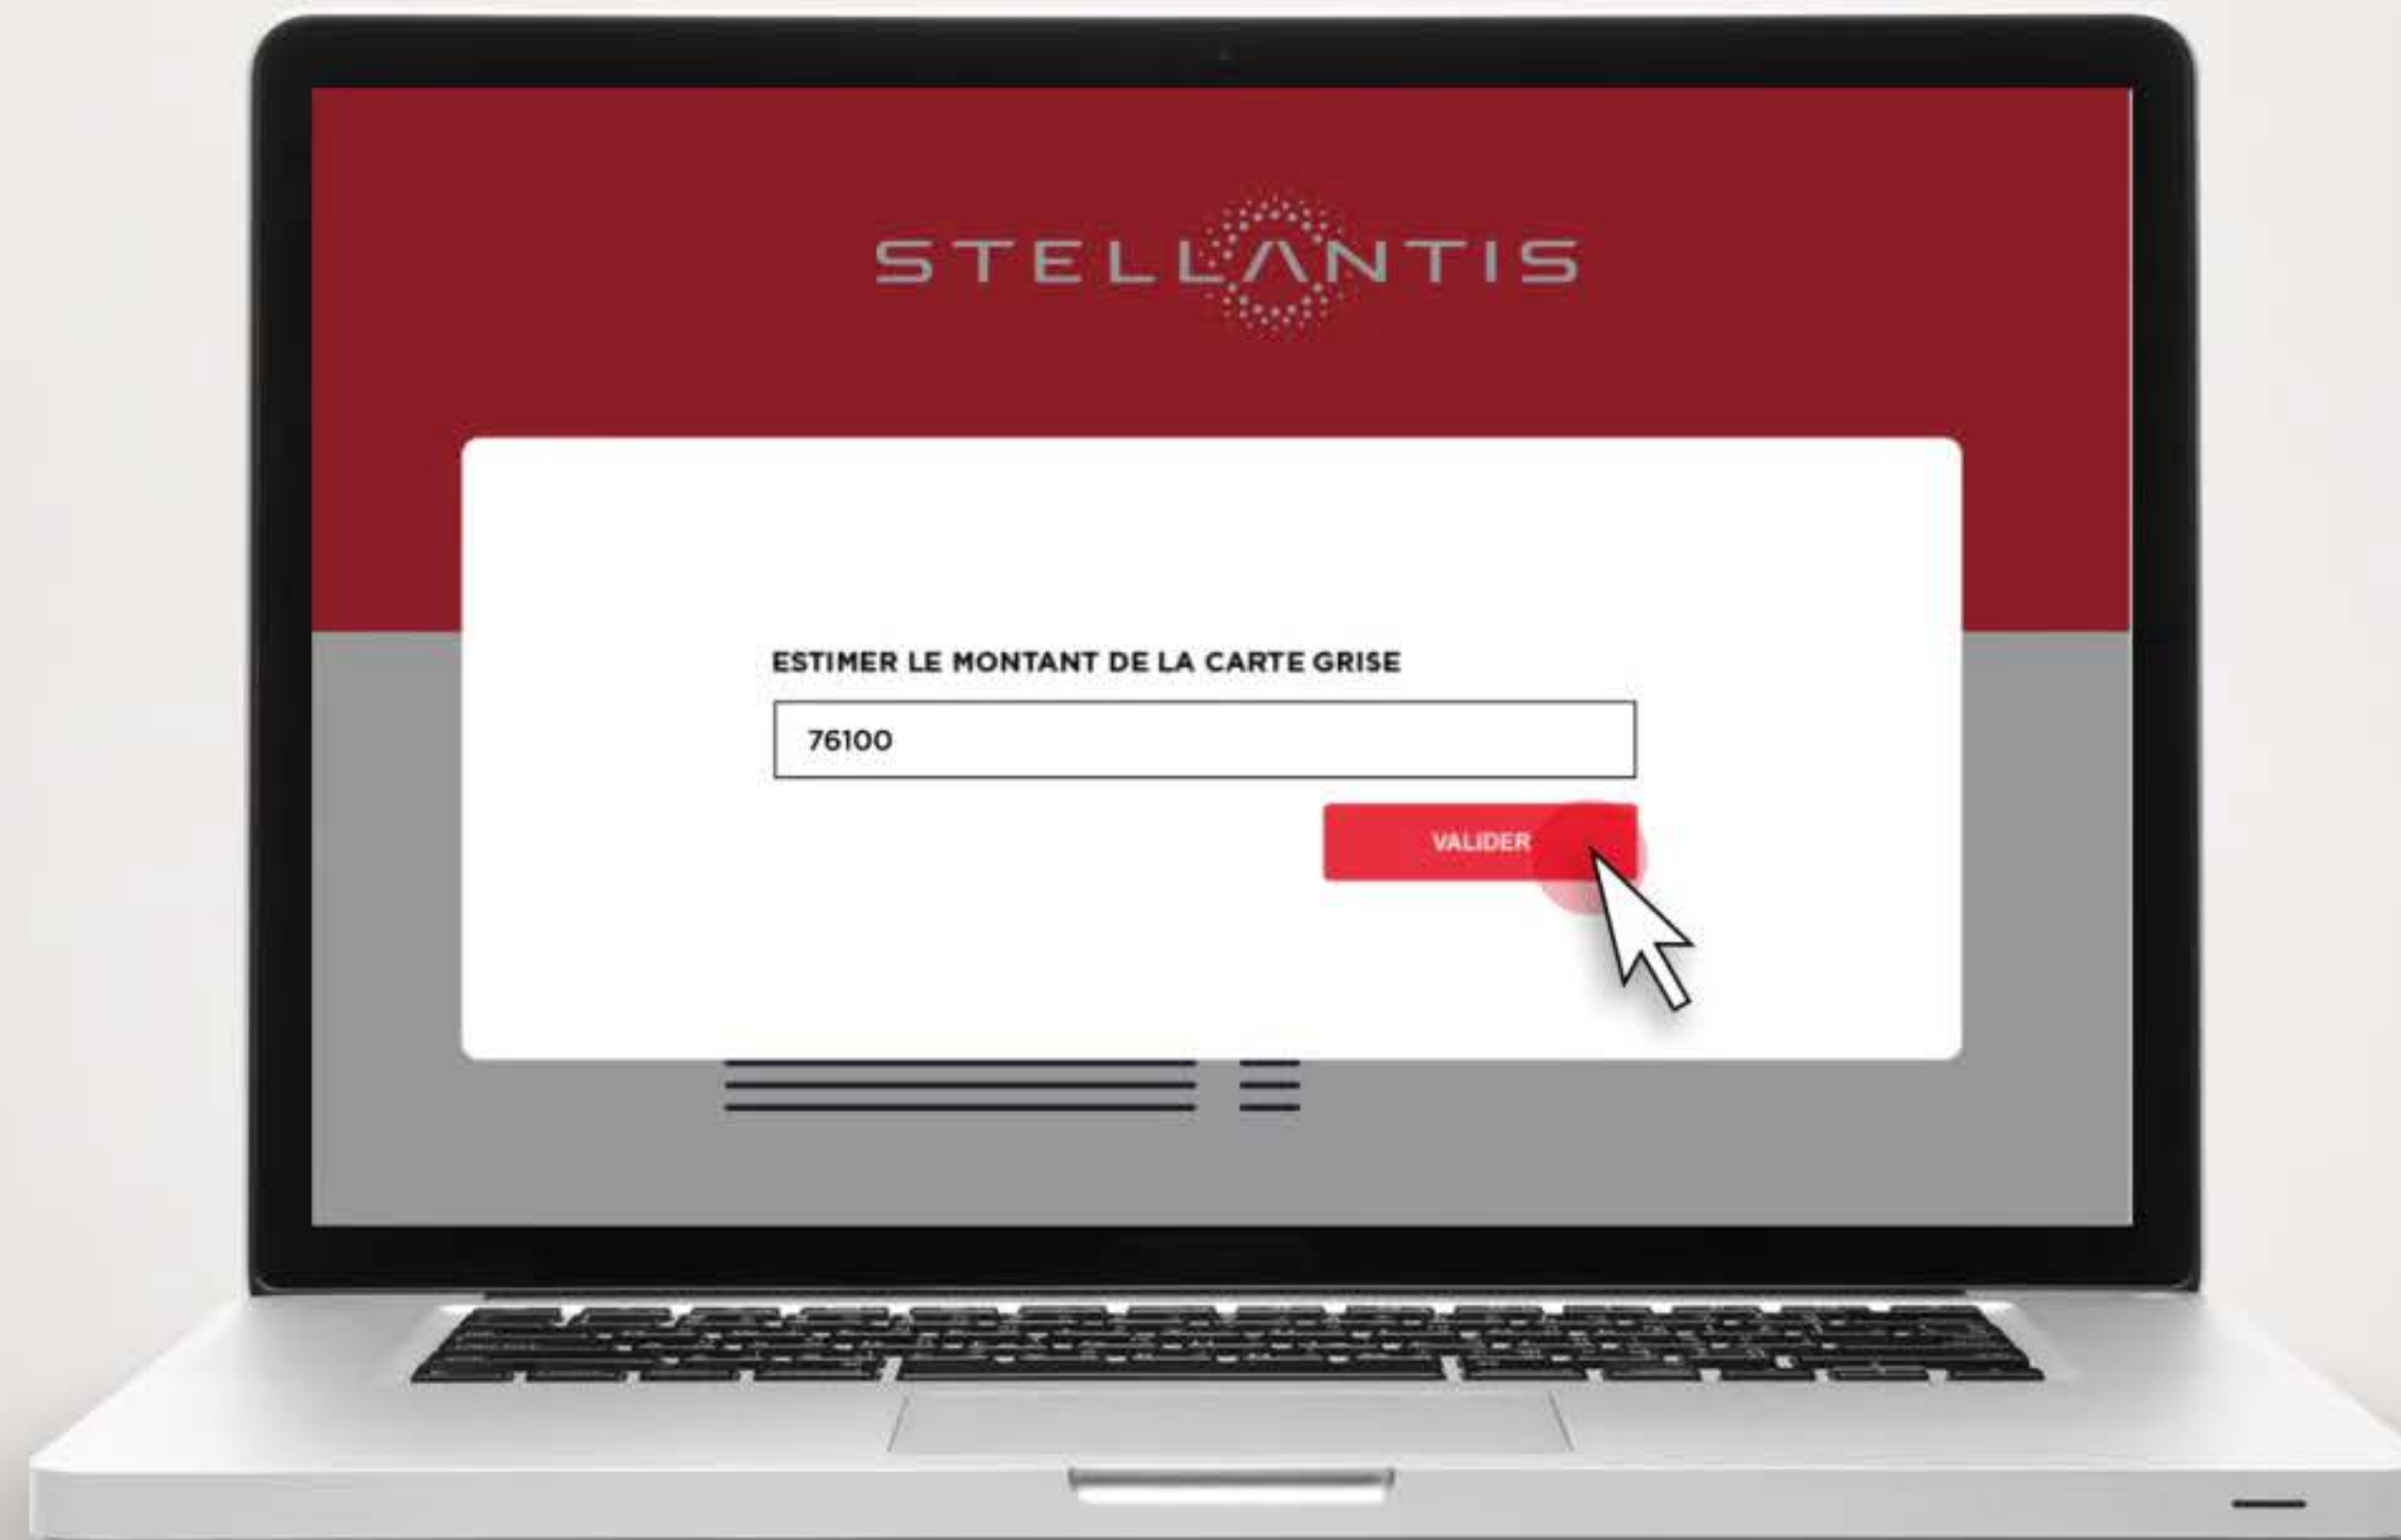 STELLANTIS
ESTIMER LE MONTANT DE LA CARTE GRISE
76100
VALIDER